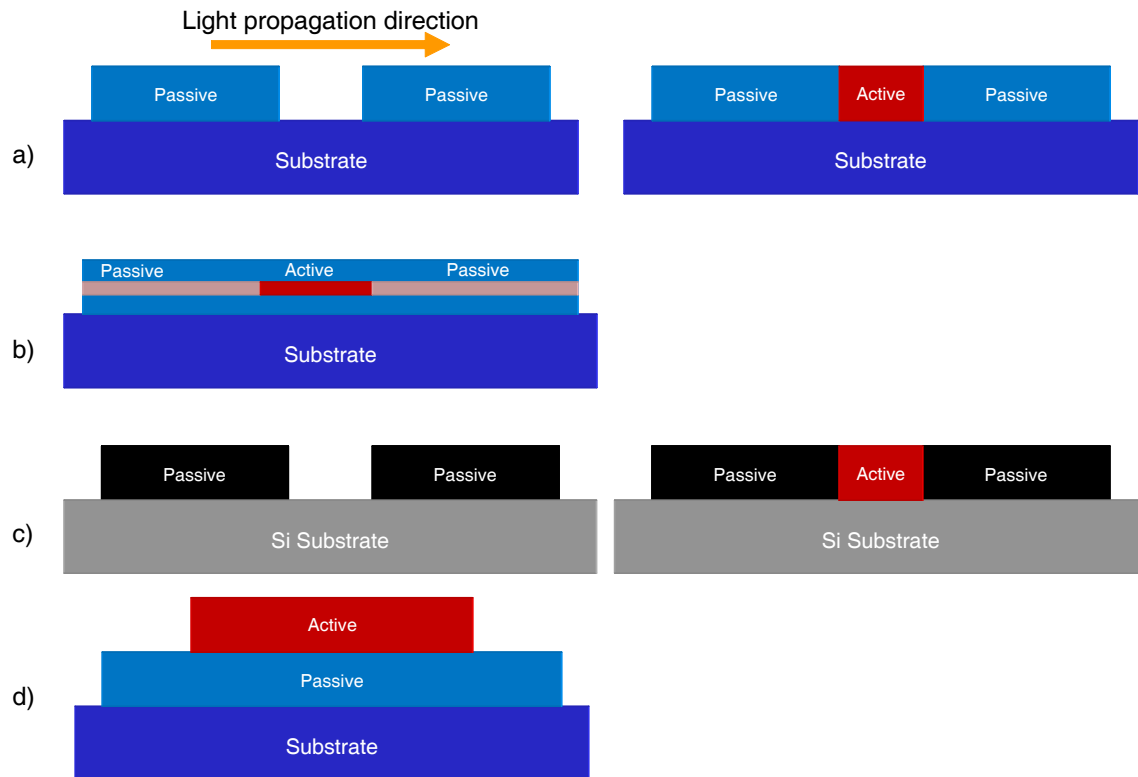 Light propagation direction
a)
Passive
Passive
Substrate
Passive
Active
Passive
Substrate
b)
Passive
Active
Passive
Substrate
c)
Passive
Passive
Si Substrate
Passive
Active
Passive
Si Substrate
d)
Active
Passive
Substrate